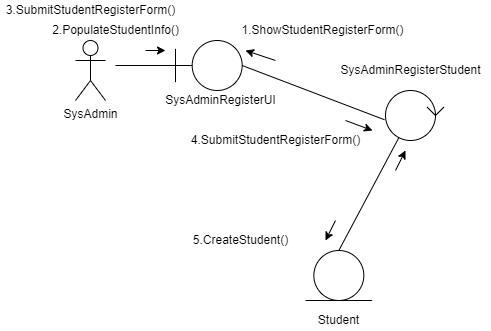 3.SubmitStudentRegisterForm()
2.PopulateStudentInfo()
1.ShowStudentRegisterForm()
SysAdminRegisterStudent
SysAdminRegisterUI
SysAdmin
4.SubmitStudentRegisterForm()
5.CreateStudent()
Student